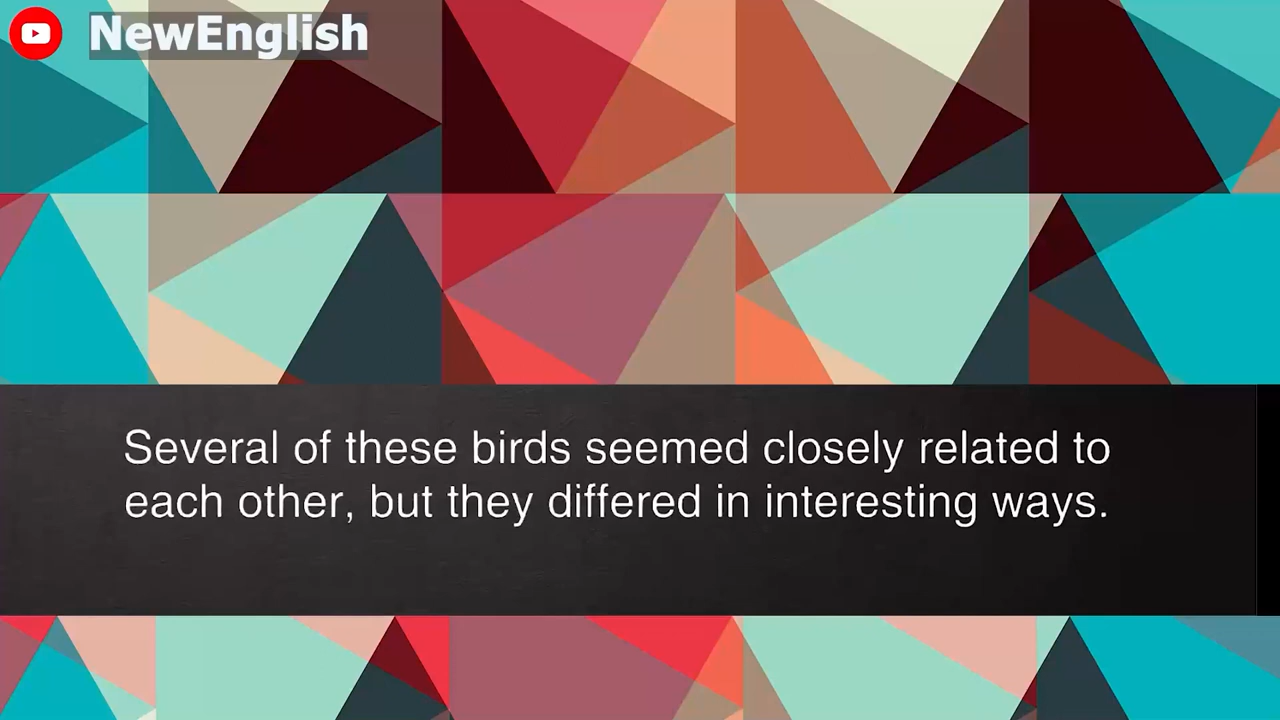 NewEnglish
Several of these birds seemed closely related to
each other, but they differed in interesting ways.